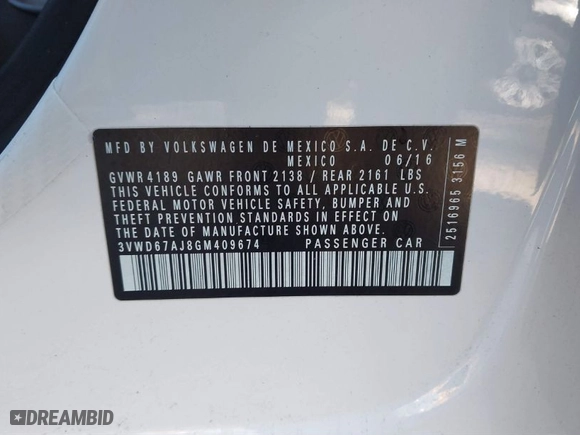 MFD BY VOLKSWAGEN DE MEXICO S.A. DE C.V.
MEXICO 06/16
GVWR 4189 GAWR FRONT 2138 / REAR 2161 LBS
THIS VEHICLE CONFORMS TO ALL APPLICABLE U.S.
FEDERAL MOTOR VEHICLE SAFETY, BUMPER AND
THEFT PREVENTION STANDARDS IN EFFECT ON
THE DATE OF MANUFACTURE SHOWN ABOVE.
3VWD67AJ8GM409674 PASSENGER CAR
2516965 3156 M
DREAMBID